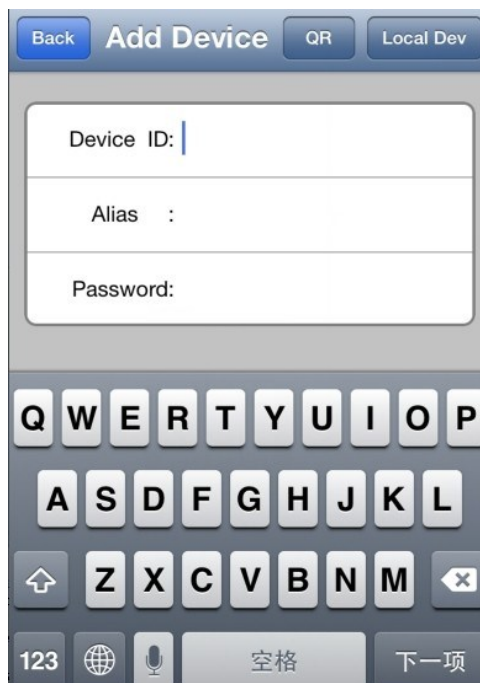 Back Add Device QR Local Dev
Device ID:
Alias :
Password:
Q W E R T Y U I O P
A S D F G H J K L
Z X C V B N M
123 空格 下一项